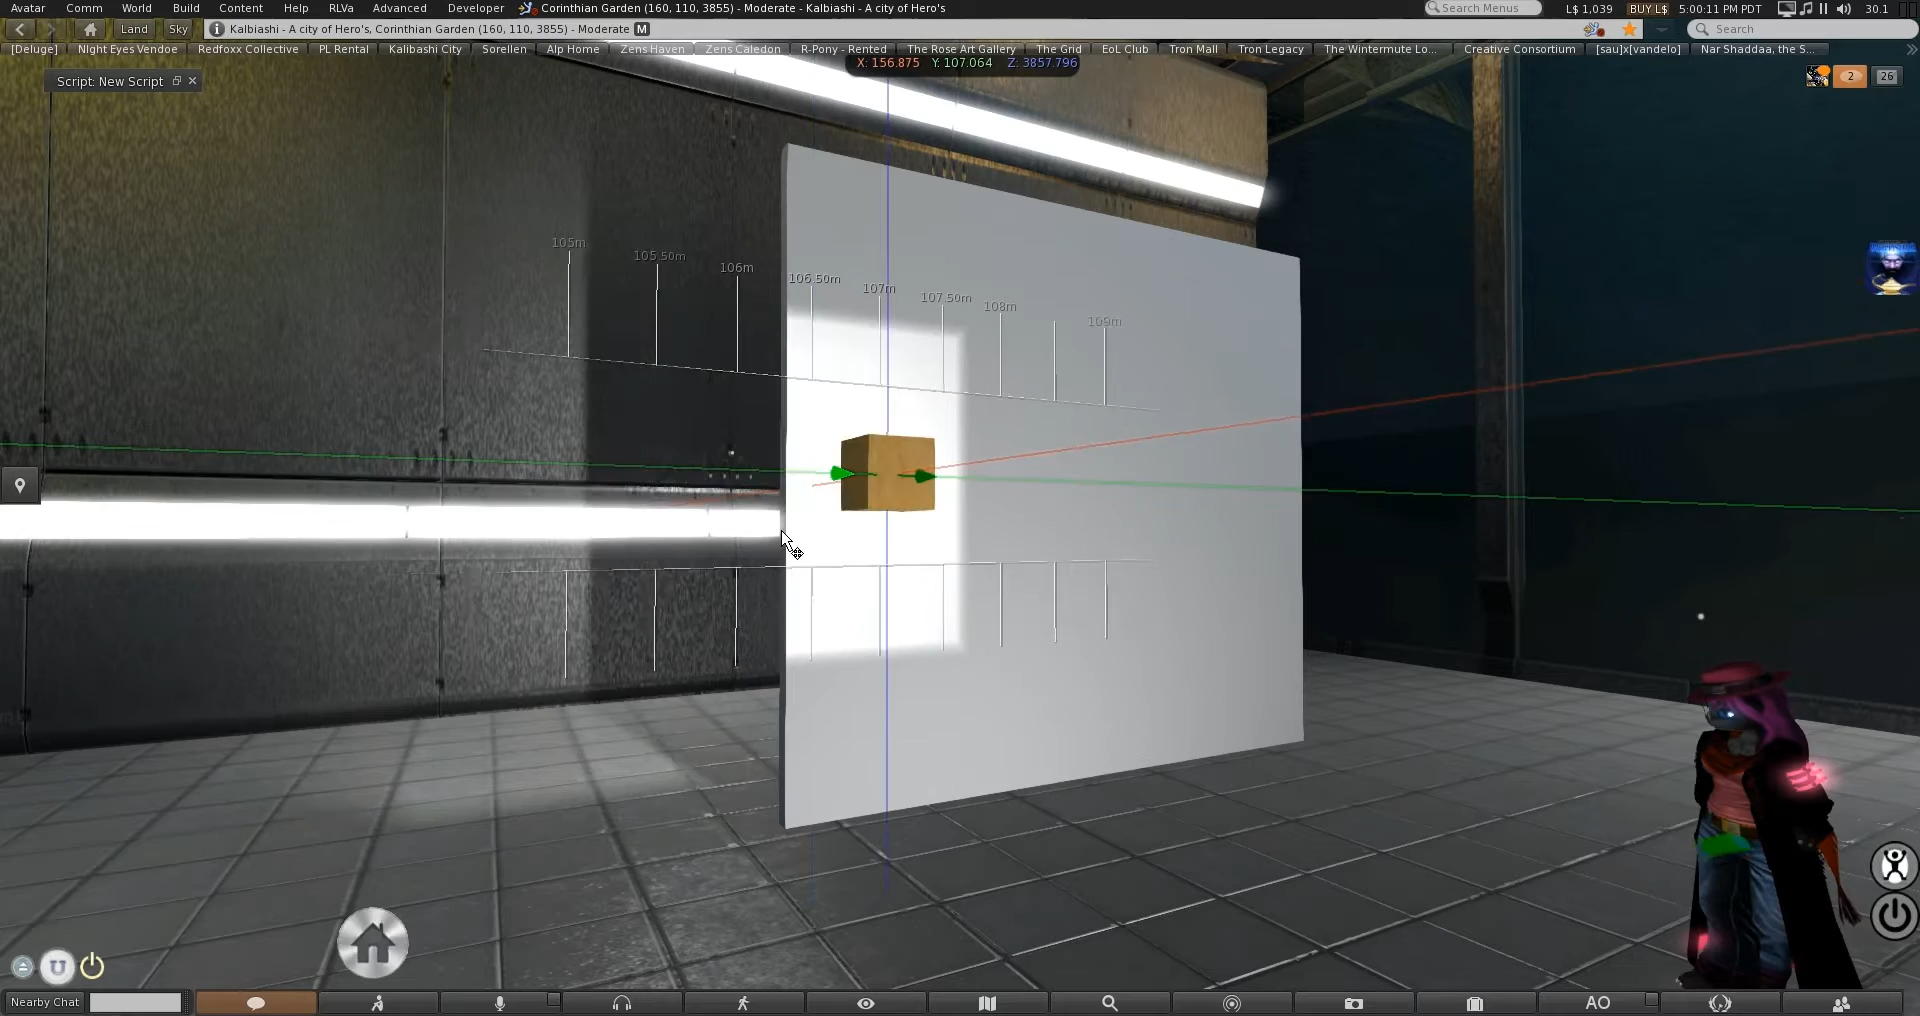 Avatar Comm World Build Content Help RLVa Advanced Developer Corinthian Garden (160, 110, 3855) - Moderate - Kalbiashi - A city of Hero's Search Menus L$ 1,039 BUY L$ 5:00:11 PM PDT 30.1
Land Sky Kalbiashi - A city of Hero's, Corinthian Garden (160, 110, 3855) - Moderate M Search
[Deluge] NIght Eyes Vendoe Redfoxx Collective PL Rental Kalibashi City Sorellen Alp Home Zens Haven Zens Caledon R-Pony - Rented The Rose Art Gallery The Grid EoL Club Tron Mall Tron Legacy The Wintermute Lo... Creative Consortium [sau]x[vandelo] Nar Shaddaa, the S...
X: 156.875 Y: 107.064 Z: 3857.796
Script: New Script
2 26
105m 105.50m 106m 106.50m 107m 107.50m 108m 109m
U
Nearby Chat AO